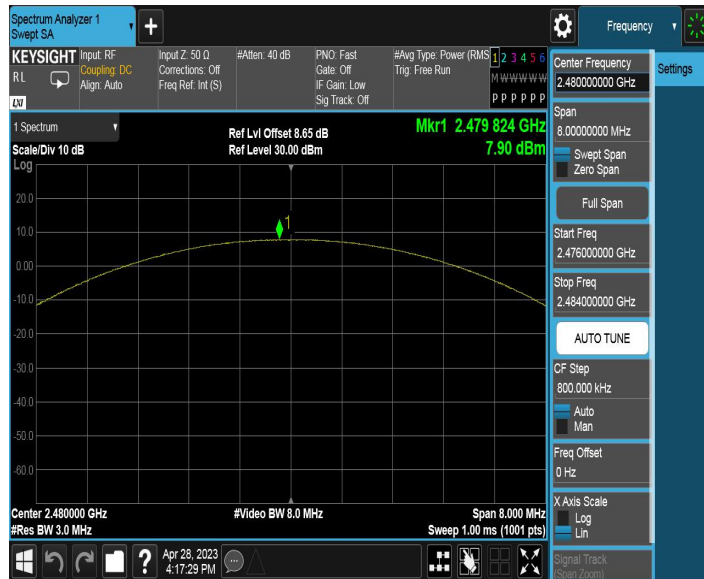 Spectrum Analyzer 1
Swept SA
Frequency
KEYSIGHT
RL
LXI
Input: RF
Coupling: DC
Align: Auto
Input Z: 50 Ω
Corrections: Off
Freq Ref: Int (S)
#Atten: 40 dB
PNO: Fast
Gate: Off
IF Gain: Low
Sig Track: Off
#Avg Type: Power (RMS
Trig: Free Run
1 2 3 4 5 6
M W W W W W
P P P P P P
1 Spectrum
Scale/Div 10 dB
Ref Lvl Offset 8.65 dB
Ref Level 30.00 dBm
Mkr1 2.479 824 GHz
7.90 dBm
Log
20.0
10.0
0.00
-10.0
-20.0
-30.0
-40.0
-50.0
-60.0
1
Center 2.480000 GHz
#Res BW 3.0 MHz
#Video BW 8.0 MHz
Span 8.000 MHz
Sweep 1.00 ms (1001 pts)
Center Frequency
2.480000000 GHz
Settings
Span
8.00000000 MHz
Swept Span
Zero Span
Full Span
Start Freq
2.476000000 GHz
Stop Freq
2.484000000 GHz
AUTO TUNE
CF Step
800.000 kHz
Auto
Man
Freq Offset
0 Hz
X Axis Scale
Log
Lin
Signal Track
(Span Zoom)
?
Apr 28, 2023
4:17:29 PM